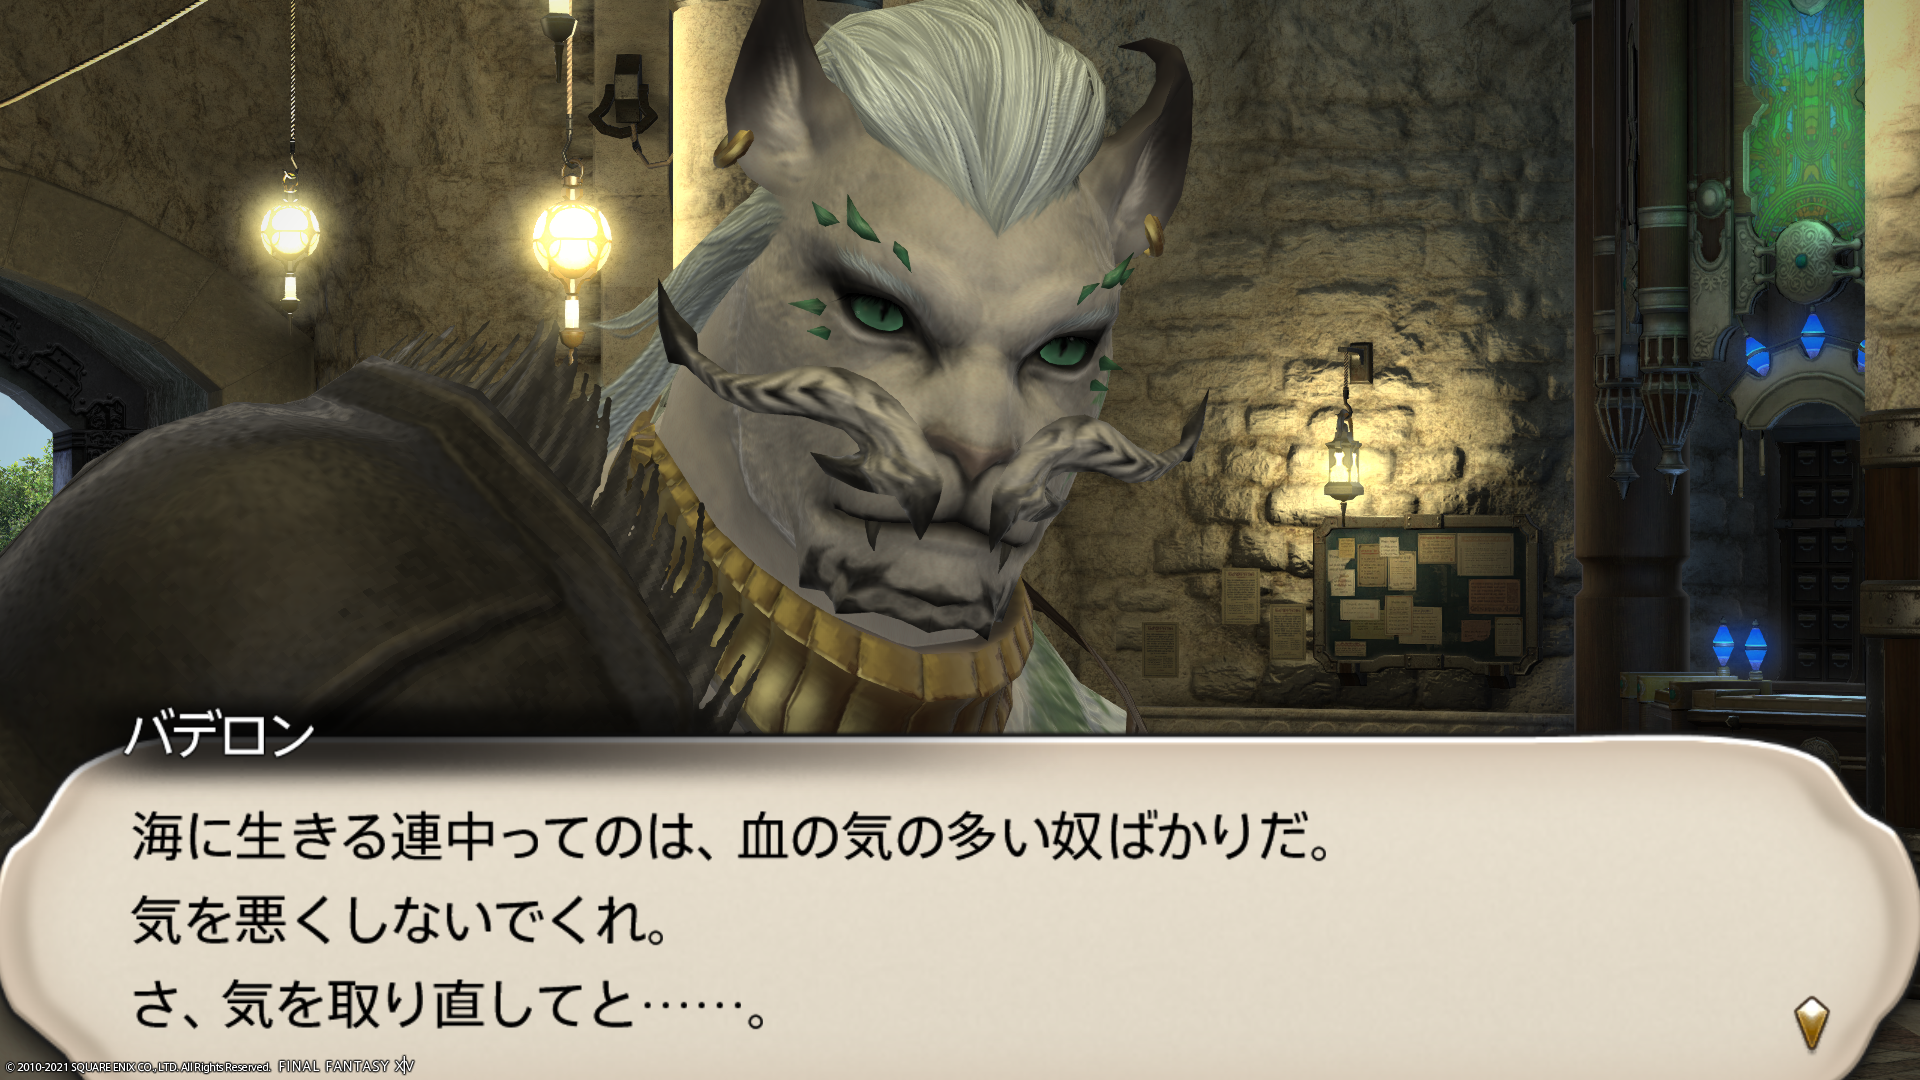 バデロン
海に生きる連中ってのは、血の気の多い奴ばかりだ。
気を悪くしないでくれ。
さ、気を取り直してと……。
© 2010-2021 SQUARE ENIX CO., LTD. All Rights Reserved. FINAL FANTASY XIV